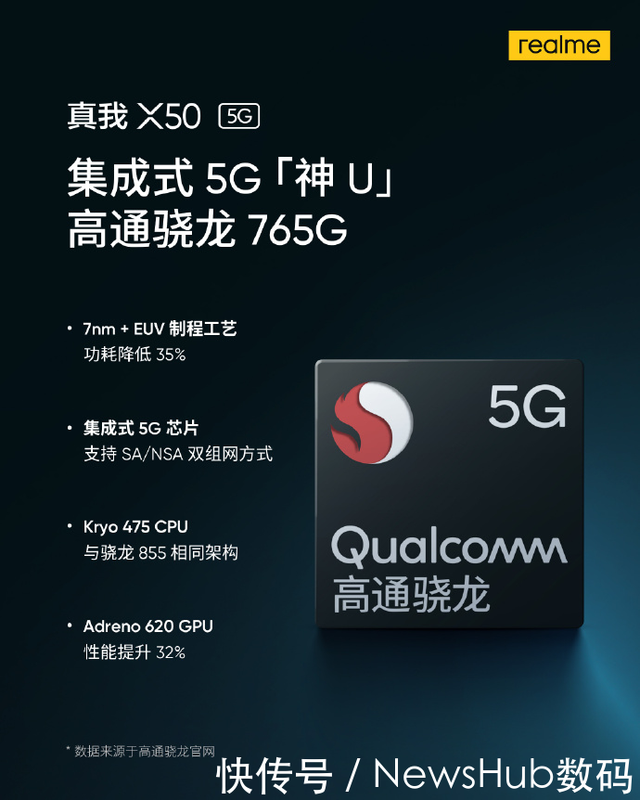 realme
真我 X50 5G
集成式 5G「神 U」
高通骁龙 765G
• 7nm + EUV 制程工艺
功耗降低 35%
• 集成式 5G 芯片
支持 SA/NSA 双组网方式
• Kryo 475 CPU
与骁龙 855 相同架构
• Adreno 620 GPU
性能提升 32%
5G
Qualcomm
高通骁龙
* 数据来源于高通骁龙官网
快传号 / NewsHub数码